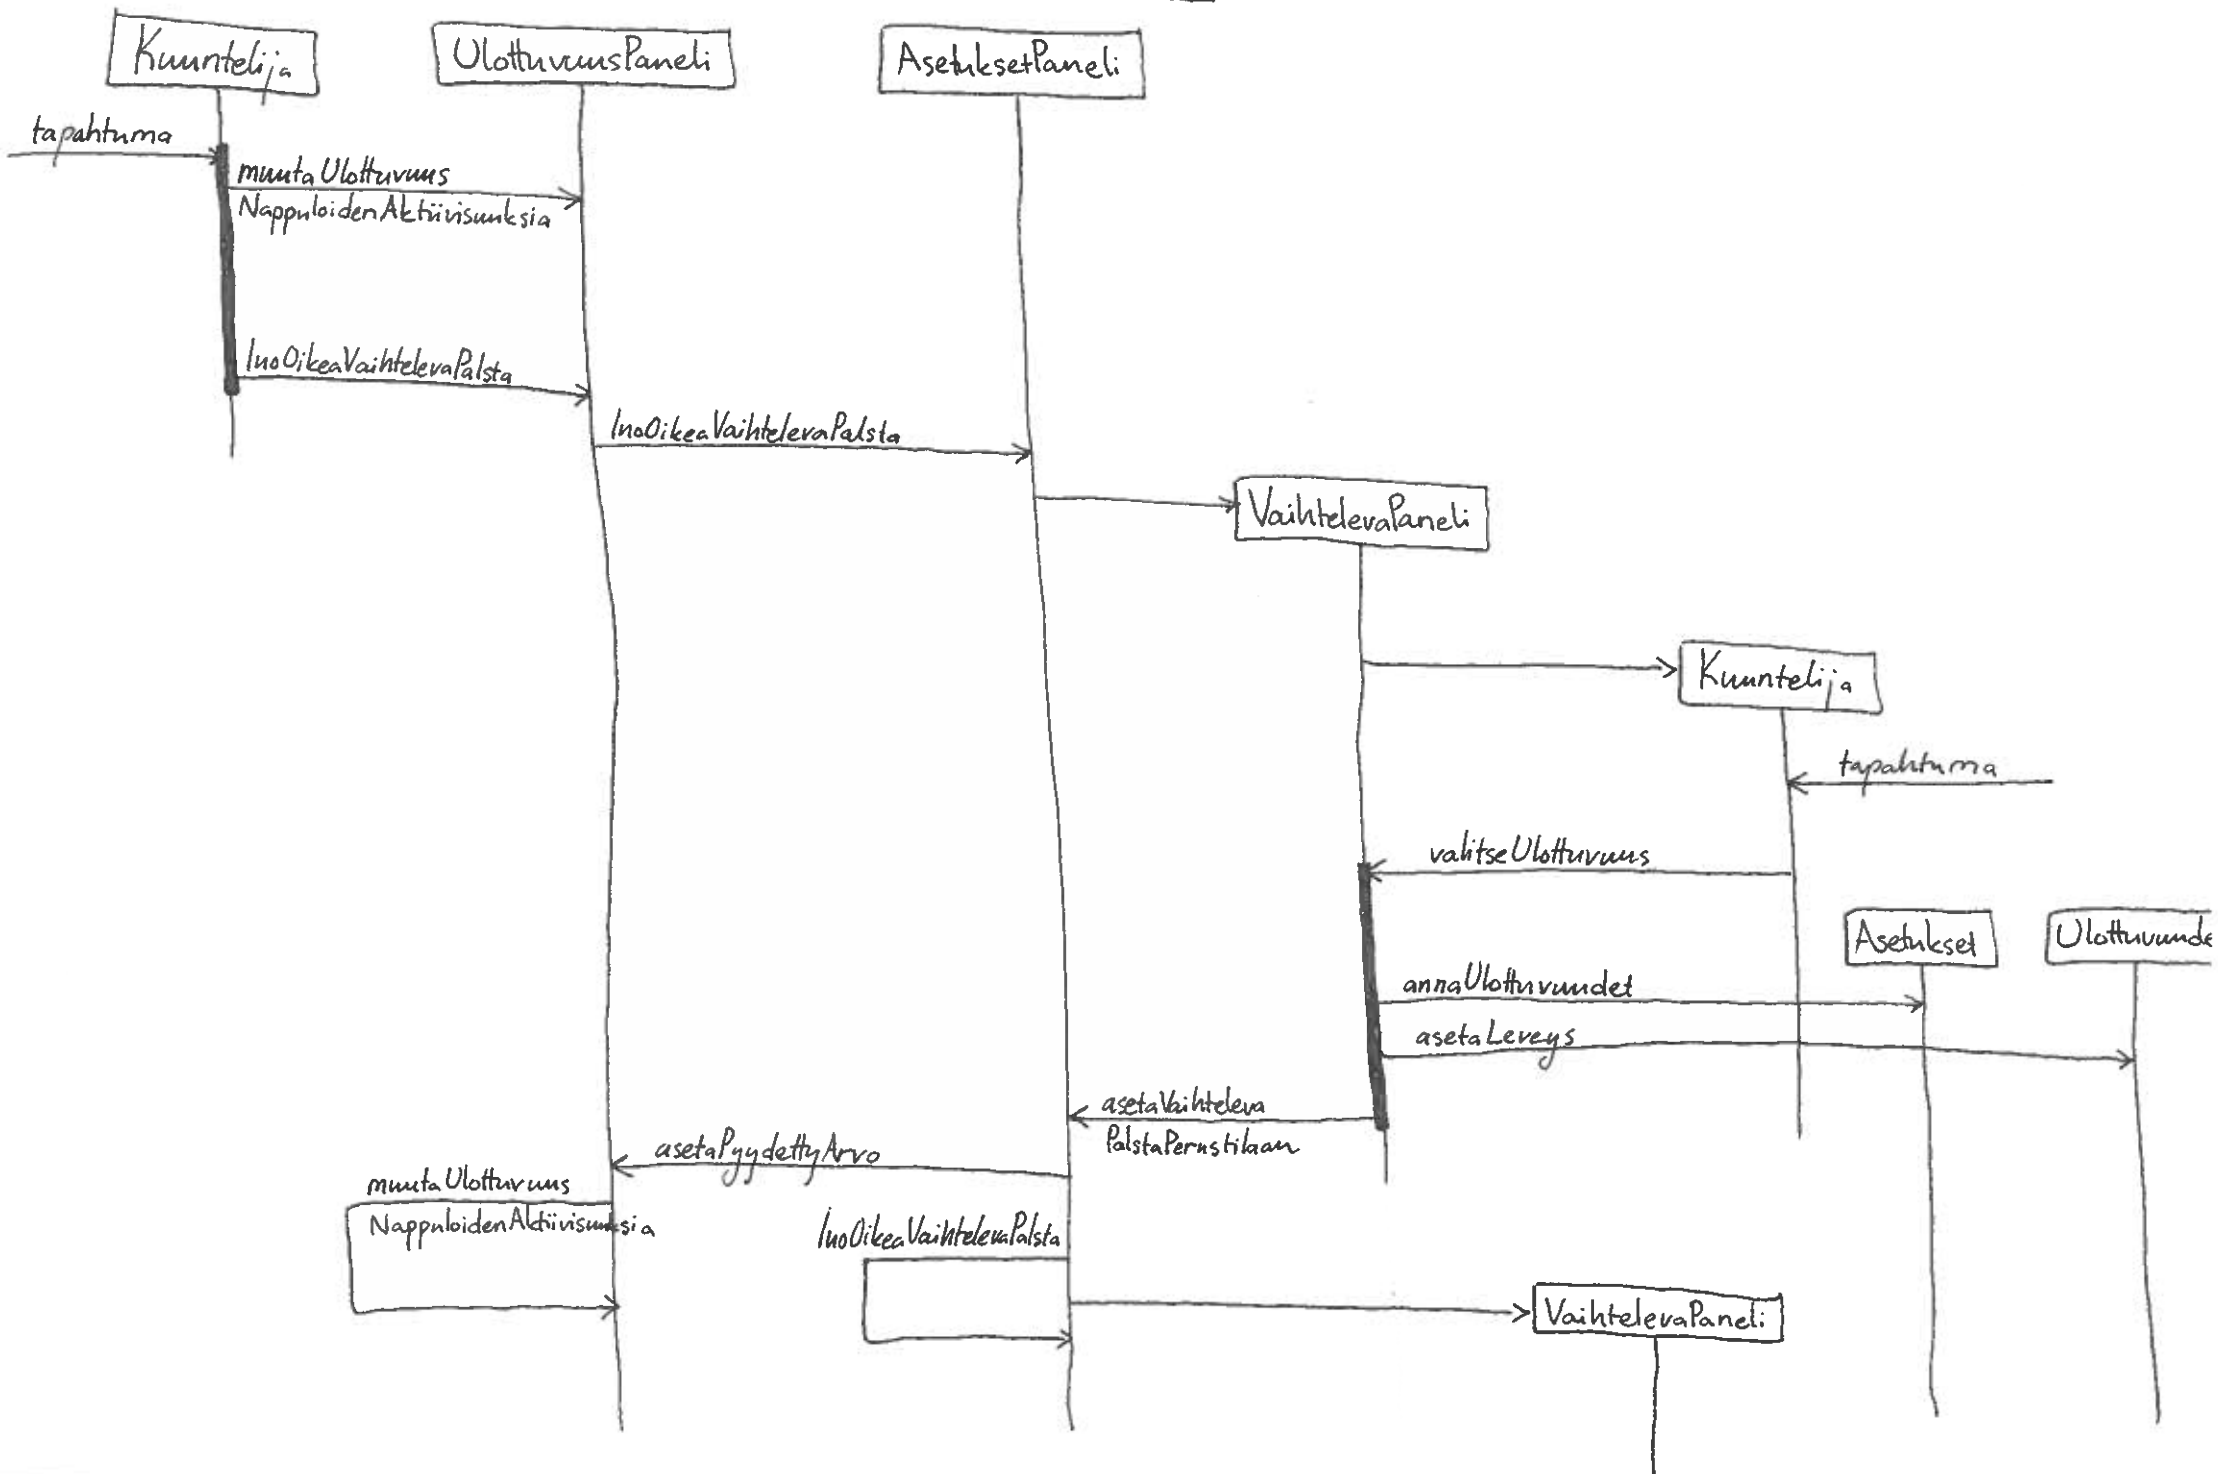 Kuuntelija
UlottuvuusPaneli
AsetuksetPaneli
tapahtuma
muutaUlottuvuus
NappuloidenAktiivisuuksia
luoOikeaVaihtelevaPalsta
luoOikeaVaihtelevaPalsta
VaihtelevaPaneli
Kuuntelija
tapahtuma
valitseUlottuvuus
Asetukset
Ulottuvuude
annaUlottuvuudet
asetaLeveys
asetaVaihteleva
PalstaPerustilaan
asetaPyydettyArvo
muutaUlottuvuus
NappuloidenAktiivisuuksia
luoOikeaVaihtelevaPalsta
VaihtelevaPaneli